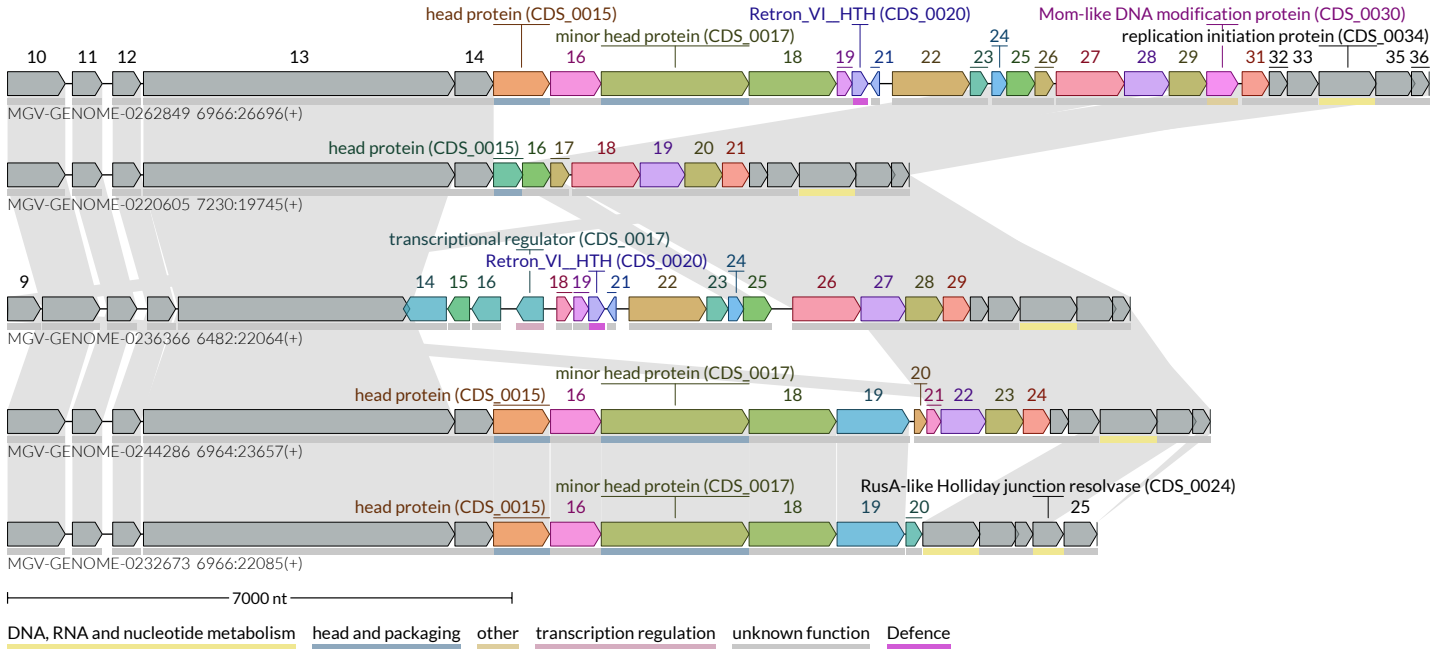 head protein (CDS_0015) Retron_VI__HTH (CDS_0020) Mom-like DNA modification protein (CDS_0030)
minor head protein (CDS_0017) 24 replication initiation protein (CDS_0034)
10 11 12 13 14 16 18 19 21 22 23 25 26 27 28 29 31 32 33 35 36
MGV-GENOME-0262849 6966:26696(+)
head protein (CDS_0015) 16 17 18 19 20 21
MGV-GENOME-0220605 7230:19745(+)
transcriptional regulator (CDS_0017)
Retron_VI__HTH (CDS_0020) 24
9 14 15 16 18 19 21 22 23 25 26 27 28 29
MGV-GENOME-0236366 6482:22064(+)
minor head protein (CDS_0017) 20
head protein (CDS_0015) 16 18 19 21 22 23 24
MGV-GENOME-0244286 6964:23657(+)
minor head protein (CDS_0017) RusA-like Holliday junction resolvase (CDS_0024)
head protein (CDS_0015) 16 18 19 20 25
MGV-GENOME-0232673 6966:22085(+)
7000 nt
DNA, RNA and nucleotide metabolism head and packaging other transcription regulation unknown function Defence